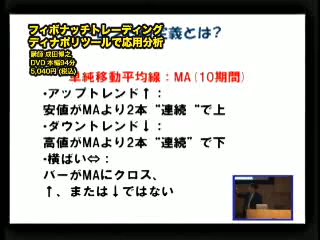 フィボナッチトレーディング
ディナポリツールで応用分析
講師 成田博之
DVD 本編94分
5,040円 (税込)
義とは?
単純移動平均線：MA(10期間)
・アップトレンド↑：
安値がMAより2本“連続“で上
・ダウントレンド↓：
高値がMAより2本“連続”で下
・横ばい⇔：
バーがMAにクロス、
↑、または↓ではない